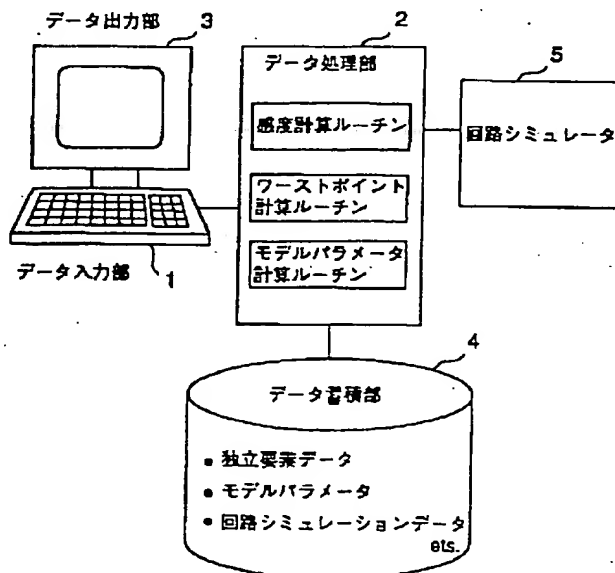 データ出力部
3
2
データ処理部
感度計算ルーチン
ワーストポイント
計算ルーチン
モデルパラメータ
計算ルーチン
5
回路シミュレータ
データ入力部
1
4
データ蓄積部
• 独立要素データ
• モデルパラメータ
• 回路シミュレーションデータ
ets.